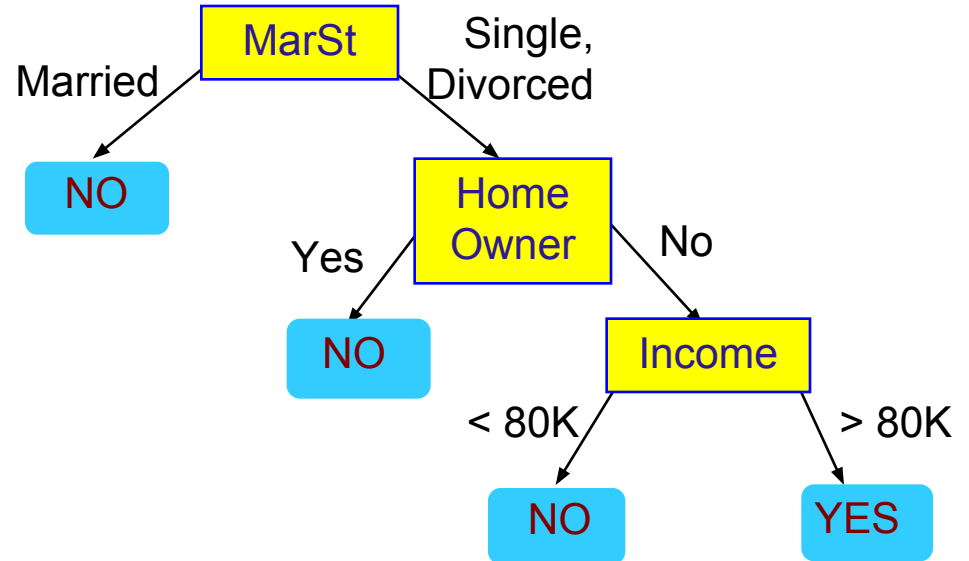 MarSt
Single,
Divorced
Married
NO
Home
Owner
Yes
No
NO
Income
< 80K
> 80K
NO
YES